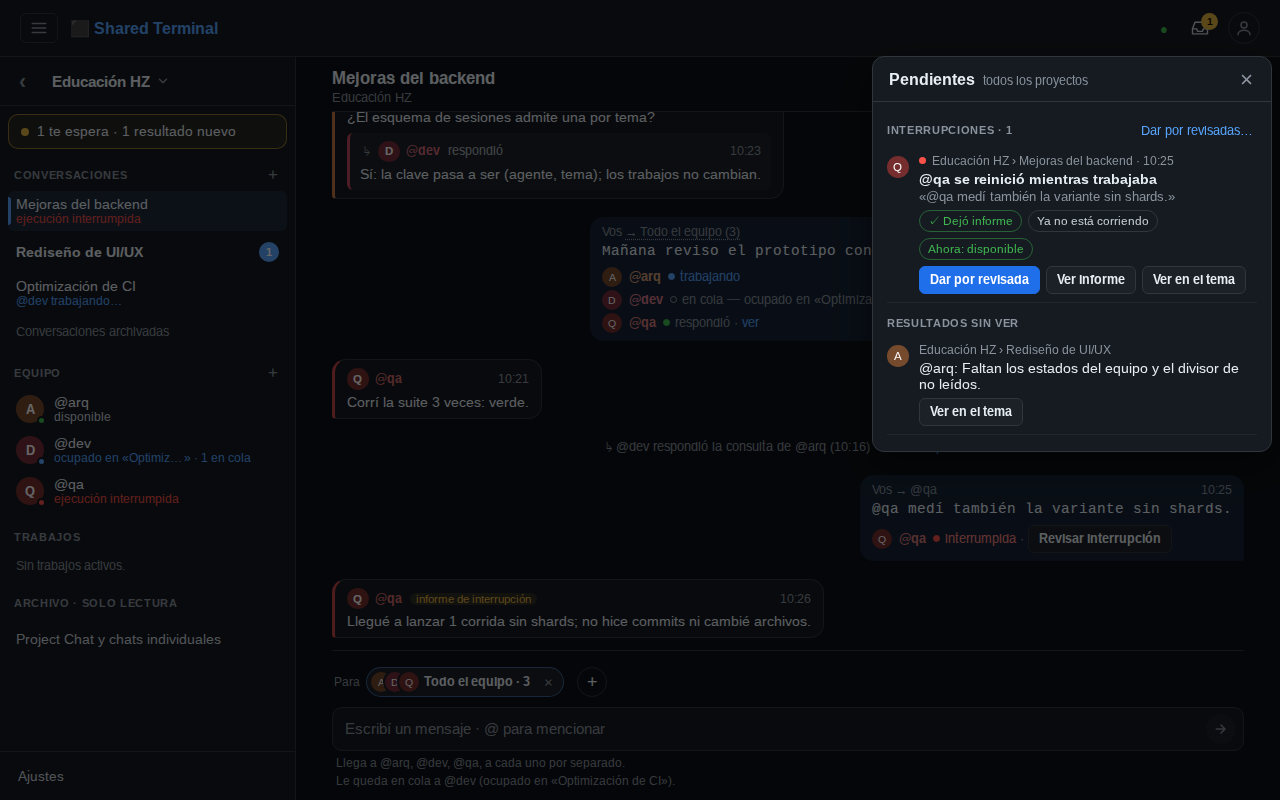 Shared Terminal
1
‹ Educación HZ
1 te espera · 1 resultado nuevo
CONVERSACIONES +
Mejoras del backend
ejecución interrumpida
Rediseño de UI/UX 1
Optimización de CI
@dev trabajando…
Conversaciones archivadas
EQUIPO +
A @arq
disponible
D @dev
ocupado en «Optimiz…» · 1 en cola
Q @qa
ejecución interrumpida
TRABAJOS
Sin trabajos activos.
ARCHIVO · SOLO LECTURA
Project Chat y chats individuales
Ajustes
Mejoras del backend
Educación HZ
¿El esquema de sesiones admite una por tema?
↳ D @dev respondió 10:23
Sí: la clave pasa a ser (agente, tema); los trabajos no cambian.
Vos → Todo el equipo (3)
Mañana reviso el prototipo con
A @arq trabajando
D @dev en cola — ocupado en «Optimiza
Q @qa respondió · ver
Q @qa 10:21
Corrí la suite 3 veces: verde.
↳ @dev respondió la consulta de @arq (10:16)
Vos → @qa 10:25
@qa medí también la variante sin shards.
Q @qa interrumpida · Revisar interrupción
Q @qa informe de interrupción 10:26
Llegué a lanzar 1 corrida sin shards; no hice commits ni cambié archivos.
Para A D Q Todo el equipo · 3 × +
Escribí un mensaje · @ para mencionar
Llega a @arq, @dev, @qa, a cada uno por separado.
Le queda en cola a @dev (ocupado en «Optimización de CI»).
Pendientes todos los proyectos ✕
INTERRUPCIONES · 1 Dar por revisadas…
Q Educación HZ › Mejoras del backend · 10:25
@qa se reinició mientras trabajaba
«@qa medí también la variante sin shards.»
✓ Dejó informe Ya no está corriendo
Ahora: disponible
Dar por revisada Ver informe Ver en el tema
RESULTADOS SIN VER
A Educación HZ › Rediseño de UI/UX
@arq: Faltan los estados del equipo y el divisor de
no leídos.
Ver en el tema